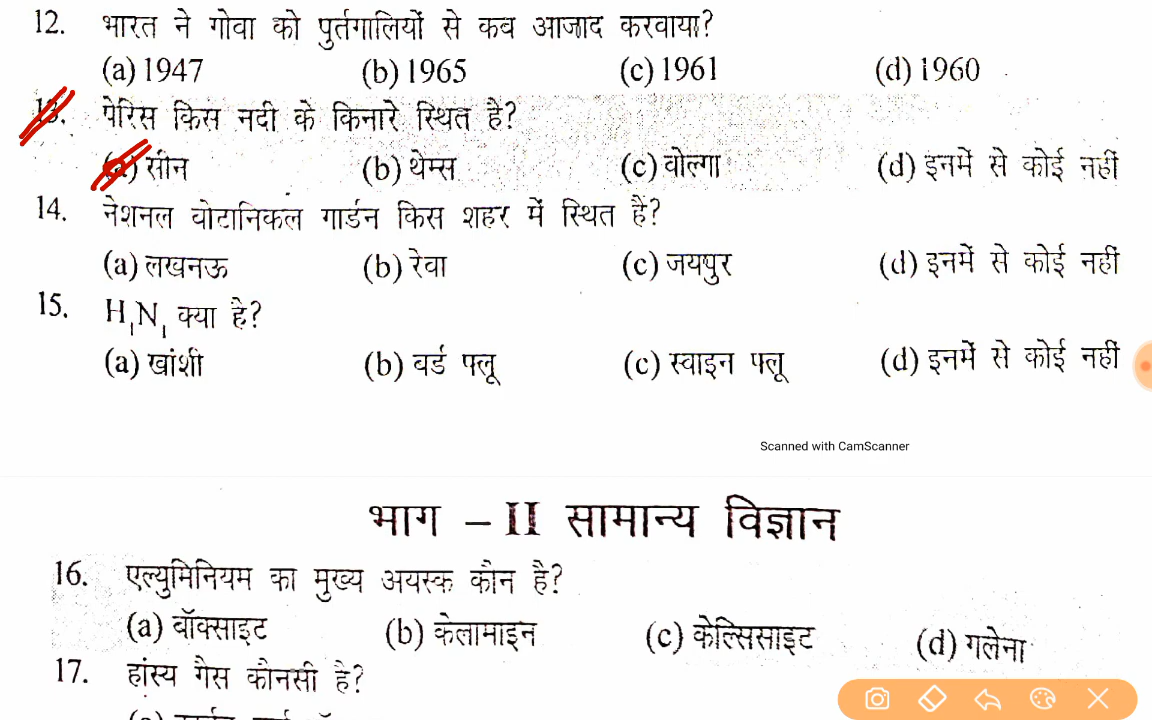 12. भारत ने गोवा को पुर्तगालियों से कब आजाद करवाया?
(a) 1947 (b) 1965 (c) 1961 (d) 1960
13. पेरिस किस नदी के किनारे स्थित है?
(a) सीन (b) थेम्स (c) वोल्गा (d) इनमें से कोई नहीं
14. नेशनल वोटानिकल गार्डन किस शहर में स्थित है?
(a) लखनऊ (b) रेवा (c) जयपुर (d) इनमें से कोई नहीं
15. H₁N₁ क्या है?
(a) खांशी (b) वर्ड फ्लू (c) स्वाइन फ्लू (d) इनमें से कोई नहीं
Scanned with CamScanner
भाग – II सामान्य विज्ञान
16. एल्युमिनियम का मुख्य अयस्क कौन है?
(a) बॉक्साइट (b) केलामाइन (c) केल्सिसाइट (d) गलेना
17. हांस्य गैस कौनसी है?